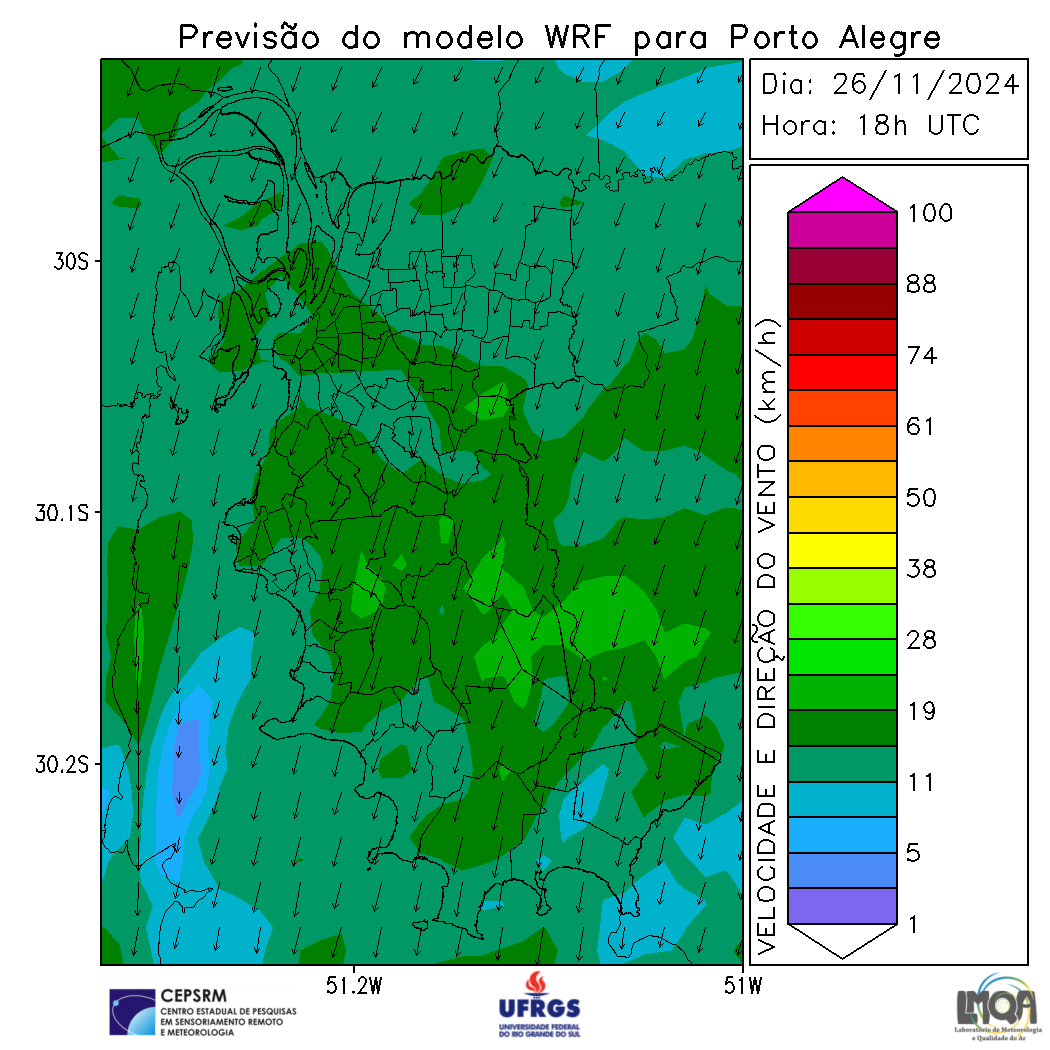 Previsão do modelo WRF para Porto Alegre
Dia: 26/11/2024
Hora: 18h UTC
30S
30.1S
30.2S
51.2W
51W
VELOCIDADE E DIREÇÃO DO VENTO (km/h)
100
88
74
61
50
38
28
19
11
5
1
CEPSRM
CENTRO ESTADUAL DE PESQUISAS
EM SENSORIAMENTO REMOTO
E METEOROLOGIA
UFRGS
UNIVERSIDADE FEDERAL
DO RIO GRANDE DO SUL
LMQA
Laboratório de Meteorologia
e Qualidade do Ar